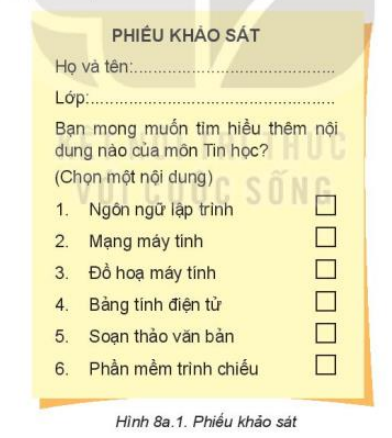 PHIẾU KHẢO SÁT
Họ và tên:....................................
Lớp:............................................
Bạn mong muốn tìm hiểu thêm nội
dung nào của môn Tin học?
(Chọn một nội dung)
1. Ngôn ngữ lập trình
2. Mạng máy tính
3. Đồ hoạ máy tính
4. Bảng tính điện tử
5. Soạn thảo văn bản
6. Phần mềm trình chiếu
Hình 8a.1. Phiếu khảo sát